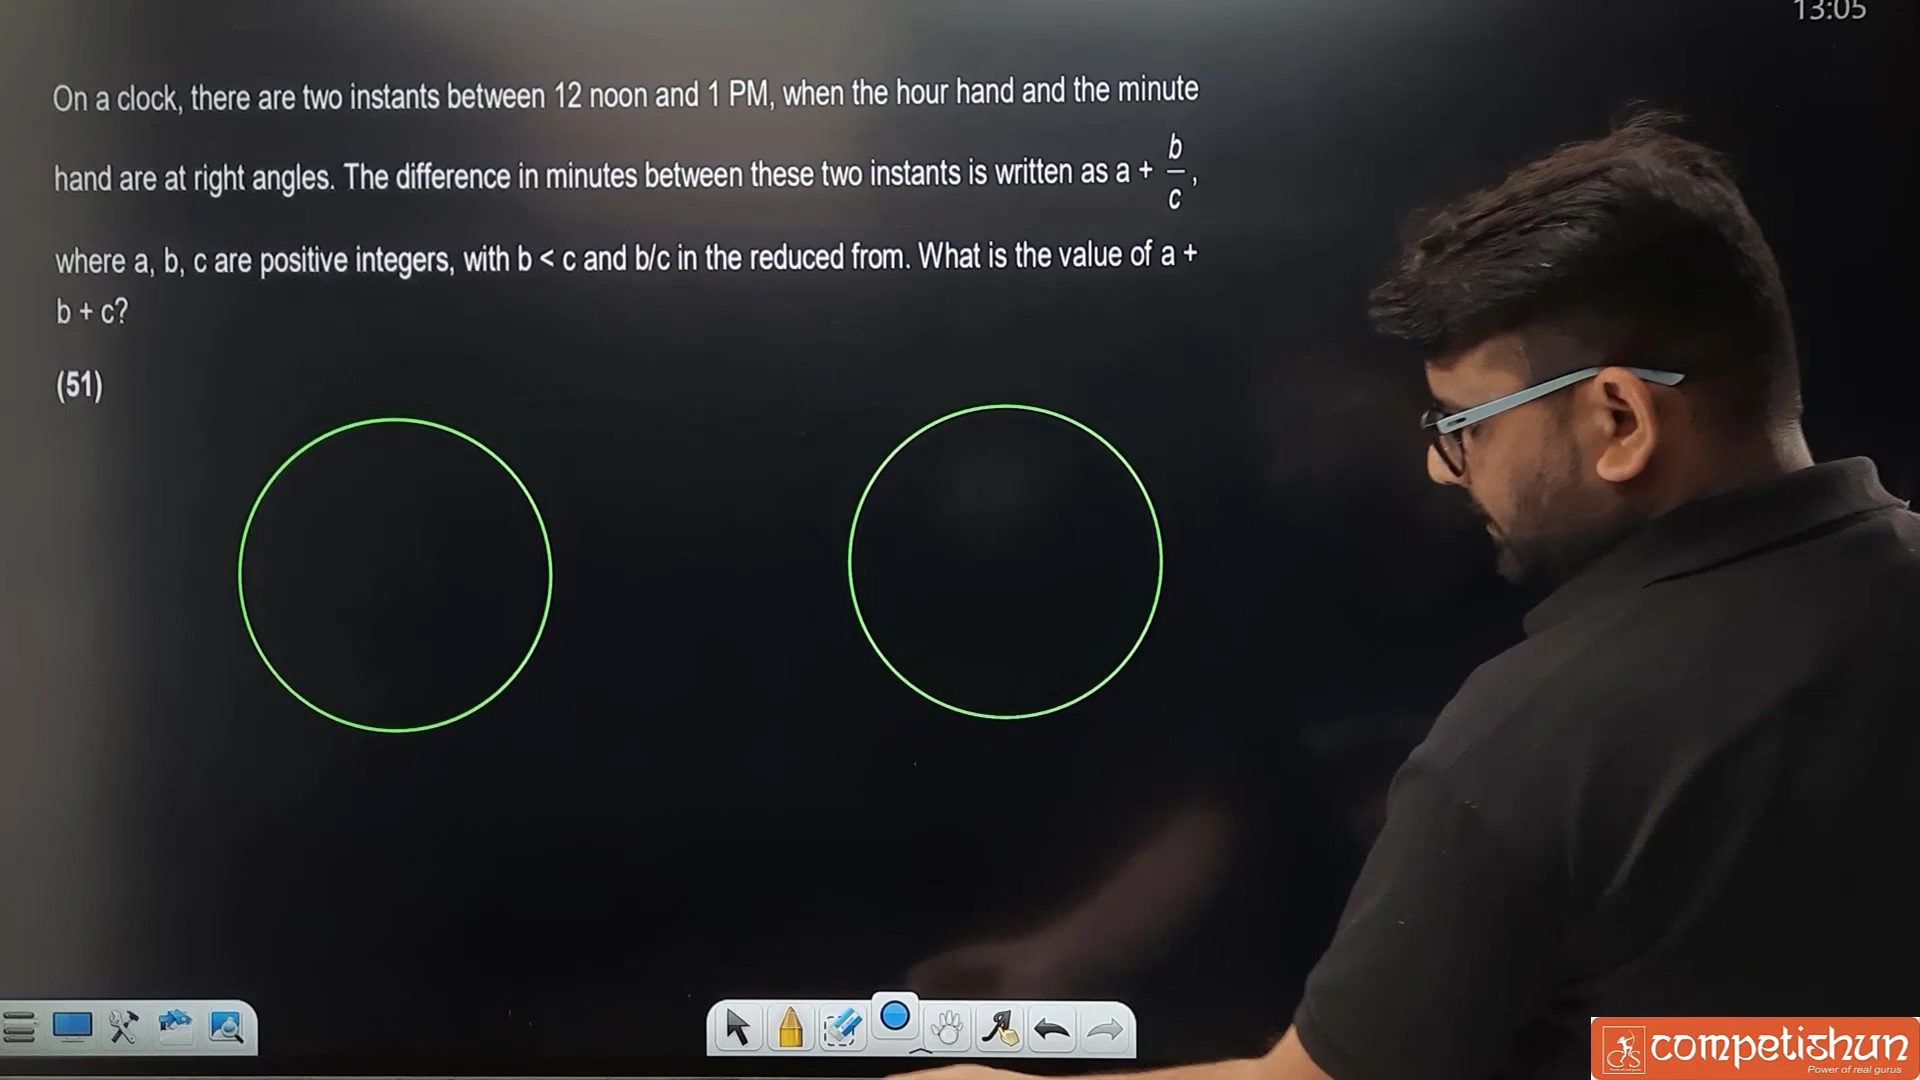 13:05
On a clock, there are two instants between 12 noon and 1 PM, when the hour hand and the minute
hand are at right angles. The difference in minutes between these two instants is written as a + b/c,
where a, b, c are positive integers, with b < c and b/c in the reduced from. What is the value of a +
b + c?
(51)
competishun
Power of real gurus